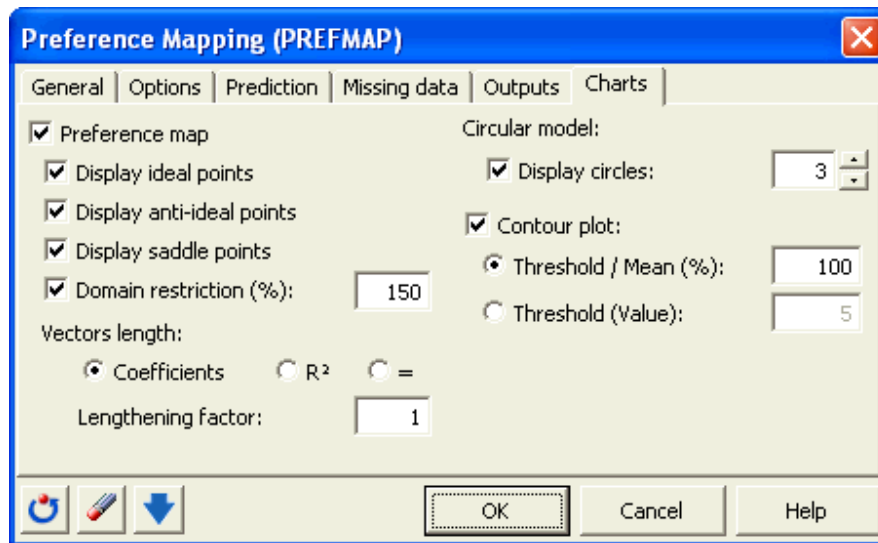 Preference Mapping (PREFMAP)
General Options Prediction Missing data Outputs Charts
Preference map
Display ideal points
Display anti-ideal points
Display saddle points
Domain restriction (%): 150
Vectors length:
Coefficients R² =
Lengthening factor: 1
Circular model:
Display circles: 3
Contour plot:
Threshold / Mean (%): 100
Threshold (Value): 5
OK Cancel Help